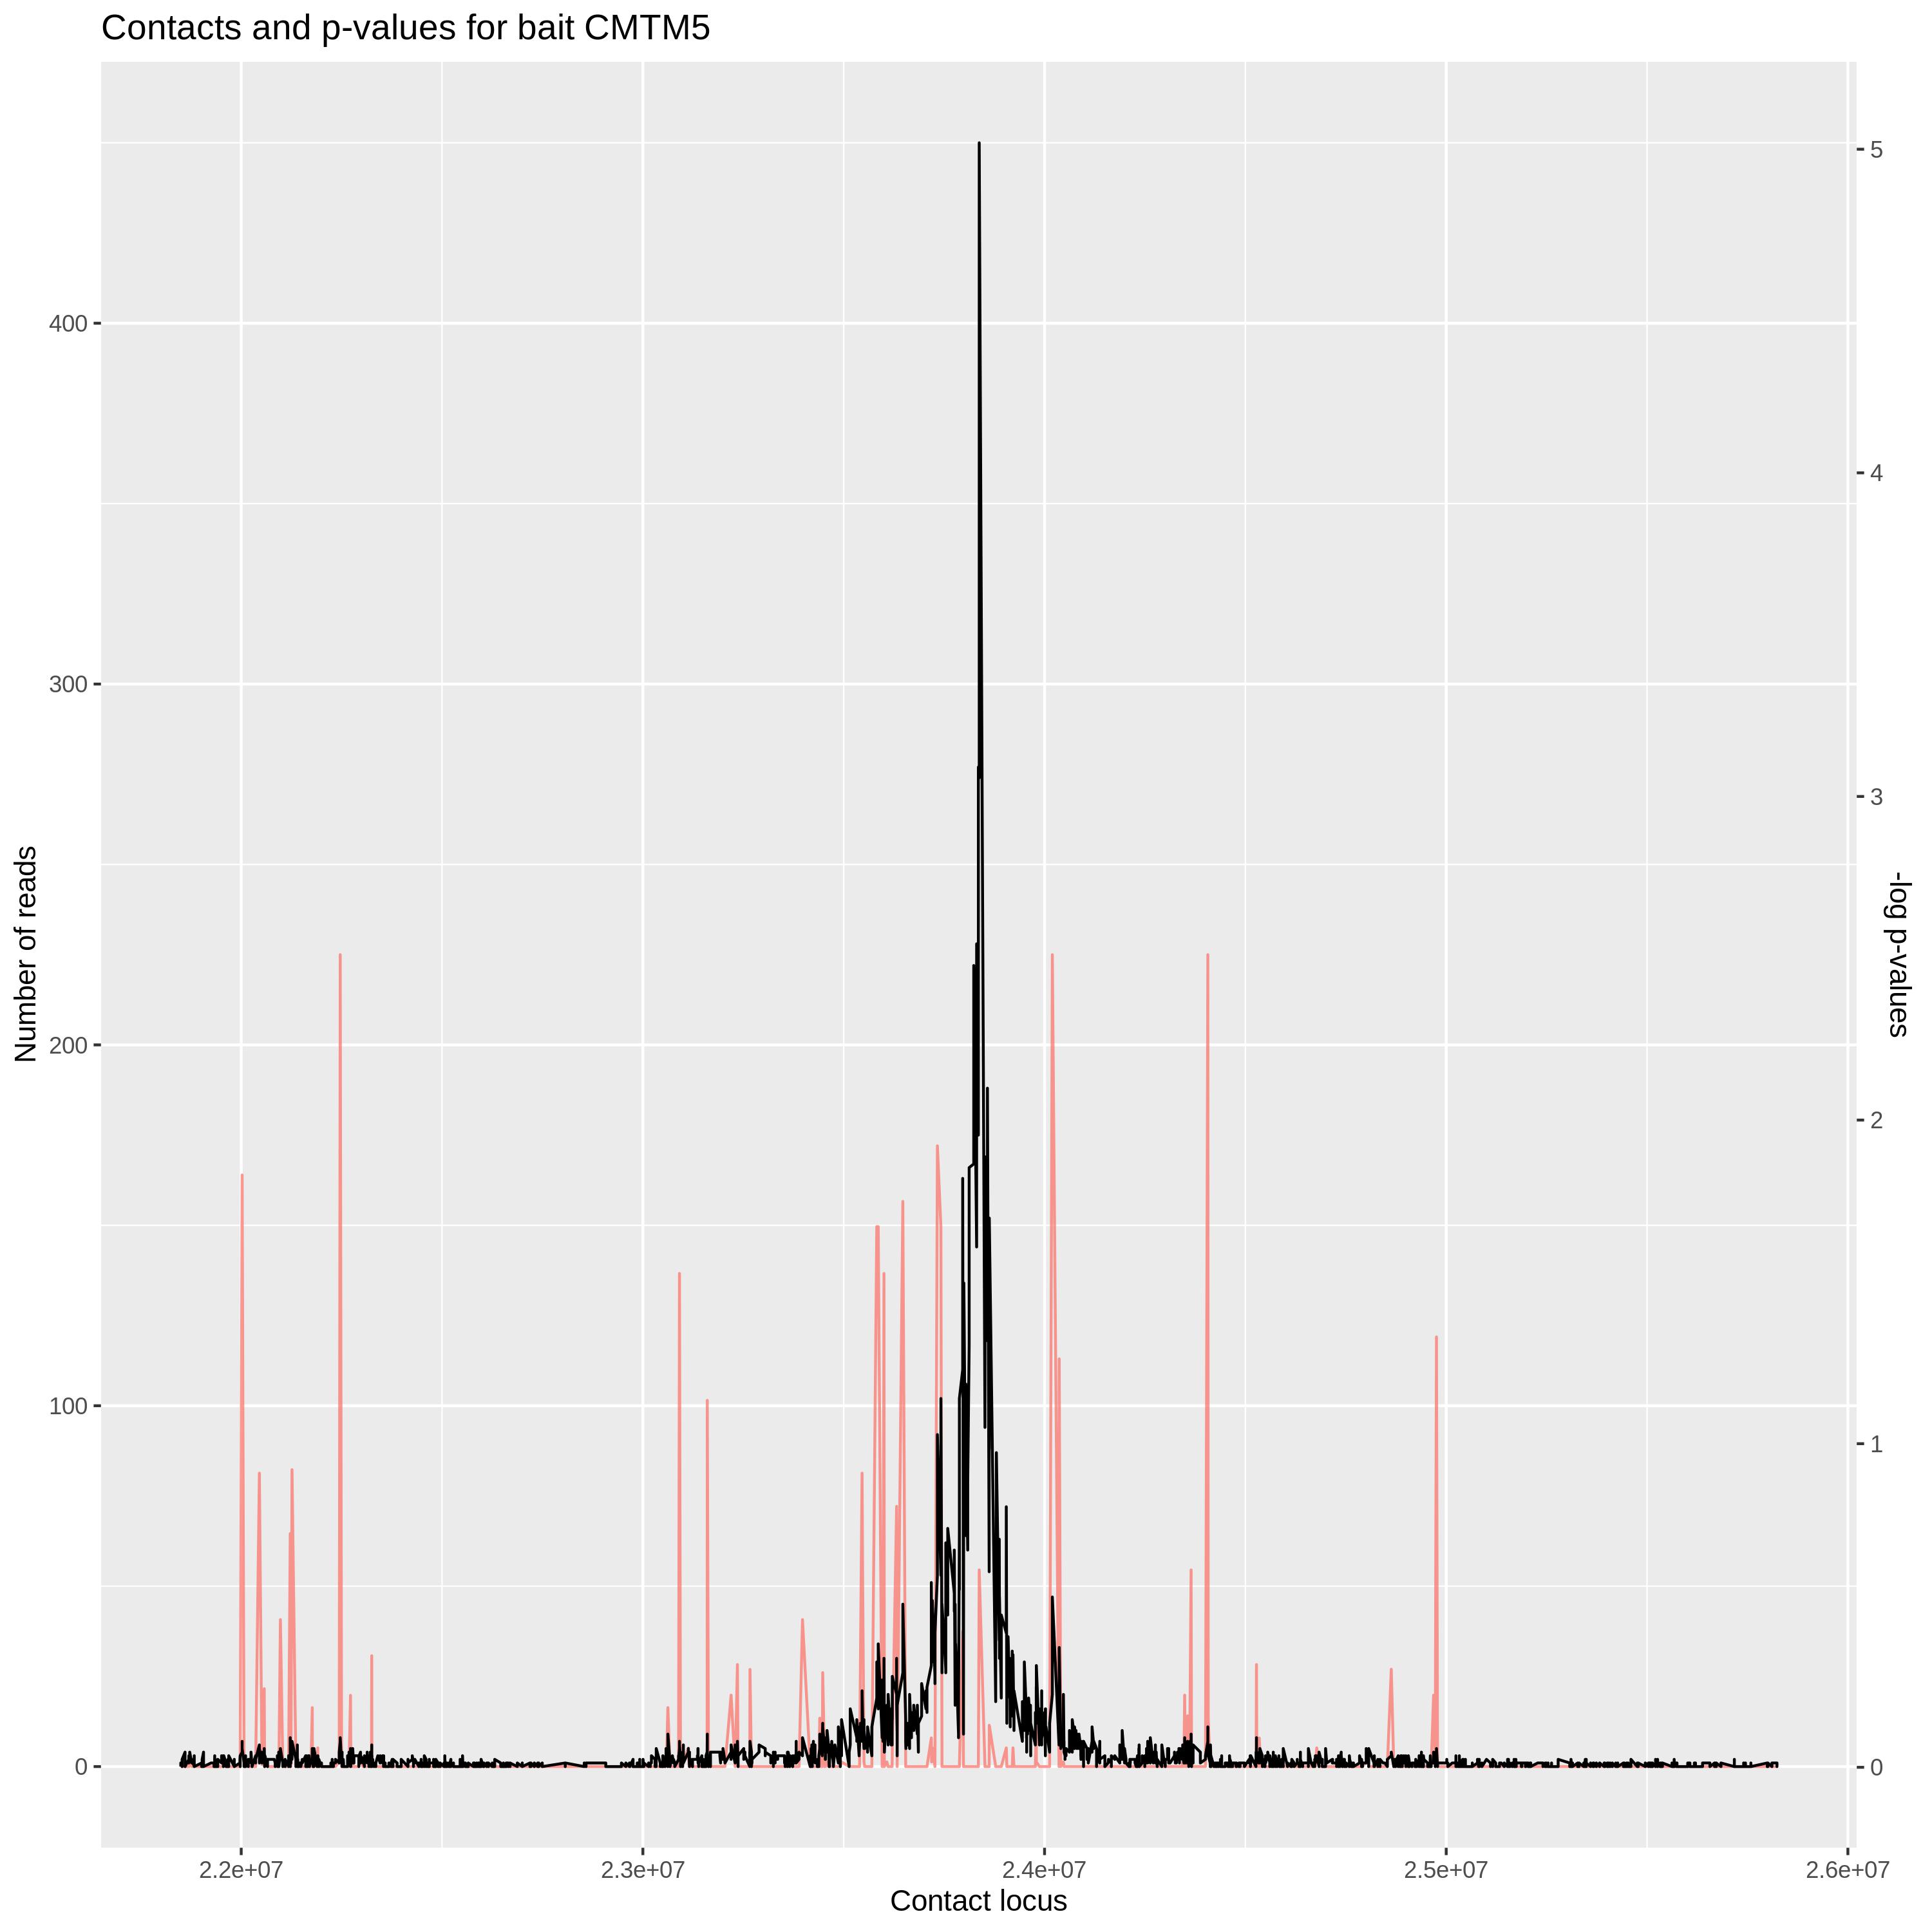 Contacts and p-values for bait CMTM5
Number of reads
400
300
200
100
0
5
4
3
2
1
0
-log p-values
2.2e+07 2.3e+07 2.4e+07 2.5e+07 2.6e+07
Contact locus